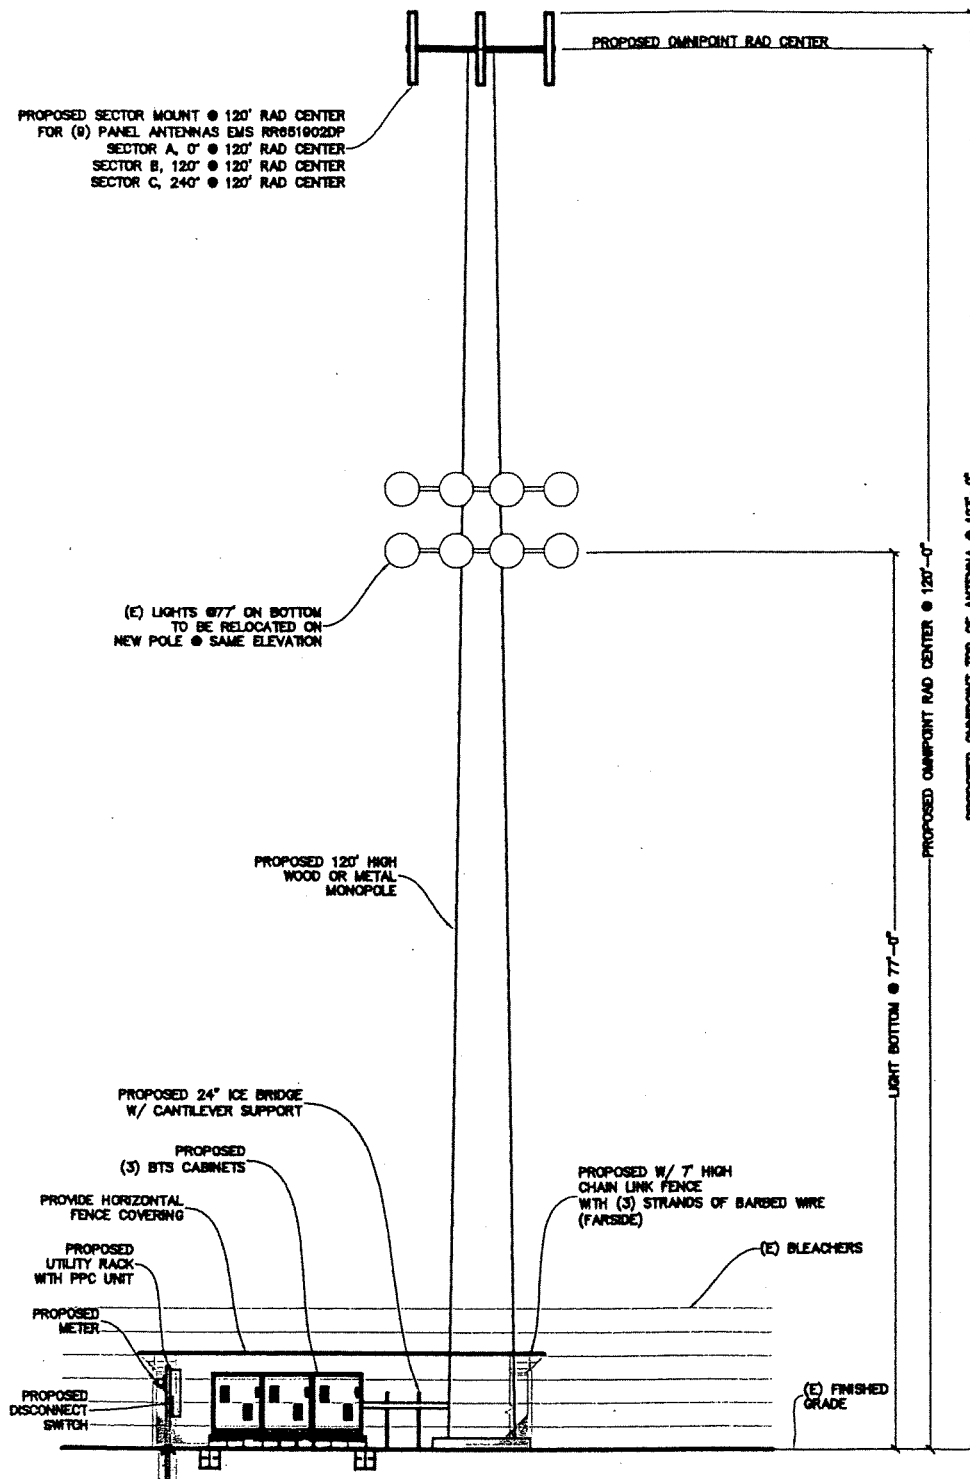 PROPOSED OMNIPOINT RAD CENTER
PROPOSED SECTOR MOUNT @ 120' RAD CENTER
FOR (9) PANEL ANTENNAS EMS RR651902DP
SECTOR A, 0° @ 120' RAD CENTER
SECTOR B, 120° @ 120' RAD CENTER
SECTOR C, 240° @ 120' RAD CENTER
(E) LIGHTS @77' ON BOTTOM
TO BE RELOCATED ON
NEW POLE @ SAME ELEVATION
PROPOSED OMNIPOINT RAD CENTER @ 120'-0"
LIGHT BOTTOM @ 77'-0"
PROPOSED 120' HIGH
WOOD OR METAL
MONOPOLE
PROPOSED 24" ICE BRIDGE
W/ CANTILEVER SUPPORT
PROPOSED
(3) BTS CABINETS
PROVIDE HORIZONTAL
FENCE COVERING
PROPOSED
UTILITY RACK
WITH PPC UNIT
PROPOSED
METER
PROPOSED
DISCONNECT
SWITCH
PROPOSED W/ 7' HIGH
CHAIN LINK FENCE
WITH (3) STRANDS OF BARBED WIRE
(FARSIDE)
(E) BLEACHERS
(E) FINISHED
GRADE